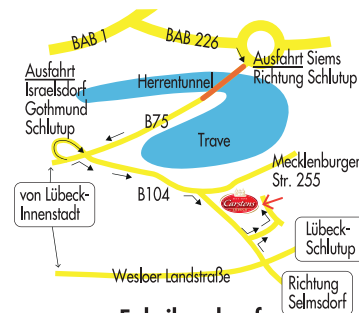 BAB 1
BAB 226
Ausfahrt Siems
Richtung Schlutup
Ausfahrt
Israelsdorf
Gothmund
Schlutup
Herrentunnel
B75
Trave
Mecklenburger
Str. 255
B104
Carstens
von Lübeck-
Innenstadt
Lübeck-
Schlutup
Wesloer Landstraße
Richtung
Selmsdorf